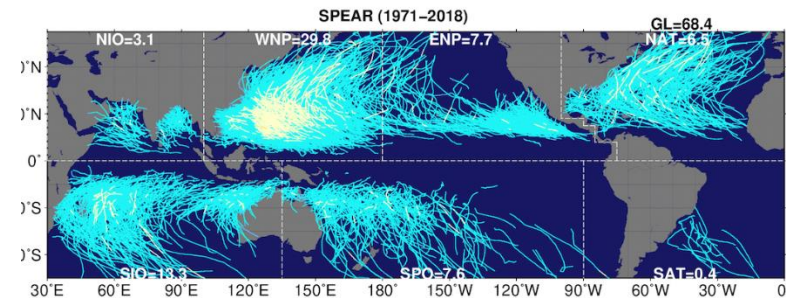 SPEAR (1971−2018)
GL=68.4
NIO=3.1 WNP=29.8 ENP=7.7 NAT=6.5
)°N
)°N
0°
)°S
)°S
SIO=13.3 SPO=7.6 SAT=0.4
30°E 60°E 90°E 120°E 150°E 180° 150°W 120°W 90°W 60°W 30°W 0